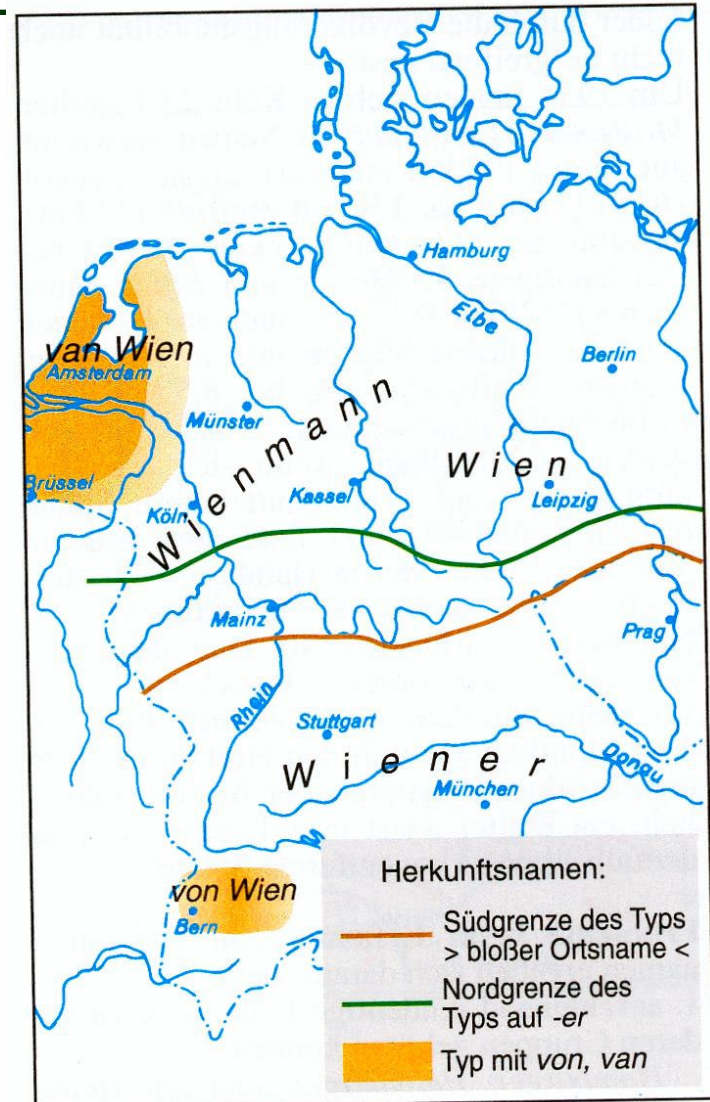 Hamburg
Elbe
Berlin
van Wien
Amsterdam
Münster
Wienmann
Wien
Brüssel
Kassel
Leipzig
Köln
Mainz
Prag
Rhein
Stuttgart
Wiener
Donau
München
von Wien
Bern
Herkunftsnamen:
Südgrenze des Typs
> bloßer Ortsname <
Nordgrenze des
Typs auf -er
Typ mit von, van